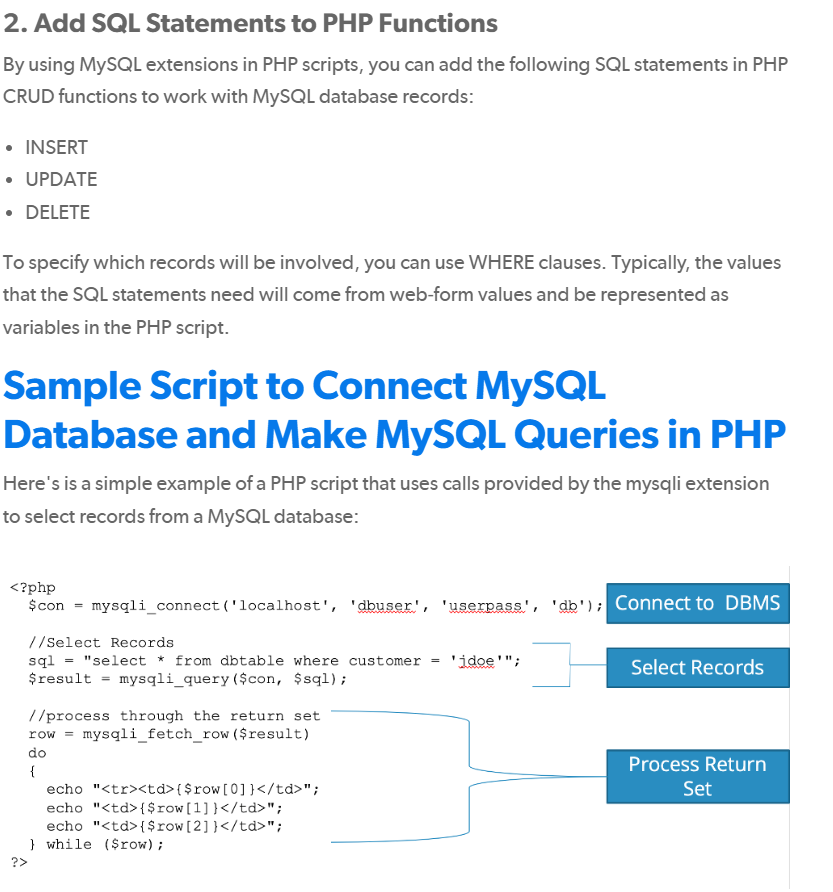 2. Add SQL Statements to PHP Functions
By using MySQL extensions in PHP scripts, you can add the following SQL statements in PHP
CRUD functions to work with MySQL database records:
• INSERT
• UPDATE
• DELETE
To specify which records will be involved, you can use WHERE clauses. Typically, the values
that the SQL statements need will come from web-form values and be represented as
variables in the PHP script.
Sample Script to Connect MySQL
Database and Make MySQL Queries in PHP
Here's is a simple example of a PHP script that uses calls provided by the mysqli extension
to select records from a MySQL database:
<?php
$con = mysqli_connect('localhost', 'dbuser', 'userpass', 'db'); Connect to DBMS
//Select Records
sql = "select * from dbtable where customer = 'jdoe'";
$result = mysqli_query($con, $sql);
Select Records
//process through the return set
row = mysqli_fetch_row($result)
do
{
echo "<tr><td>{$row[0]}</td>";
echo "<td>{$row[1]}</td>";
echo "<td>{$row[2]}</td>";
} while ($row);
?>
Process Return
Set